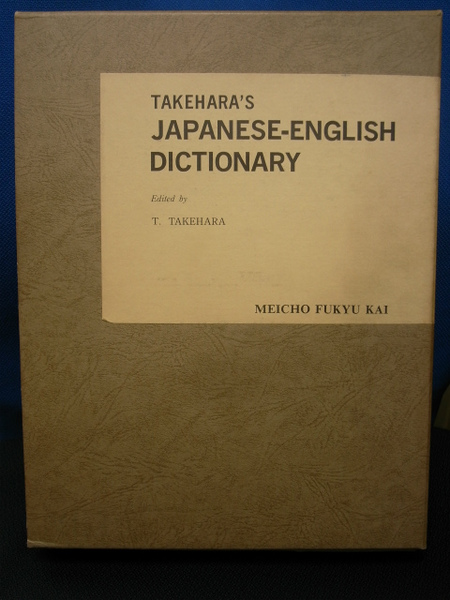 TAKEHARA'S
JAPANESE-ENGLISH
DICTIONARY
Edited by
T. TAKEHARA
MEICHO FUKYU KAI